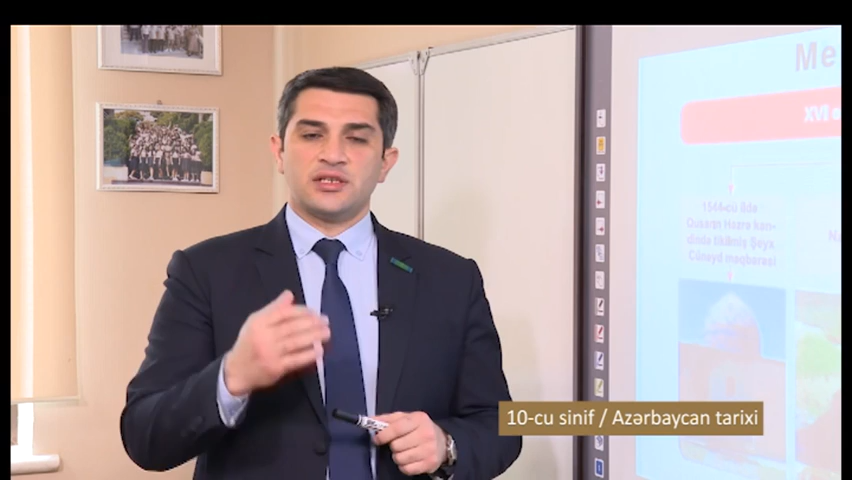 Me
XVI ə
1544-cü ildə
Qusarın Həzrə kən-
dində tikilmiş Şeyx
Cüneyd məqbərəsi
10-cu sinif / Azərbaycan tarixi